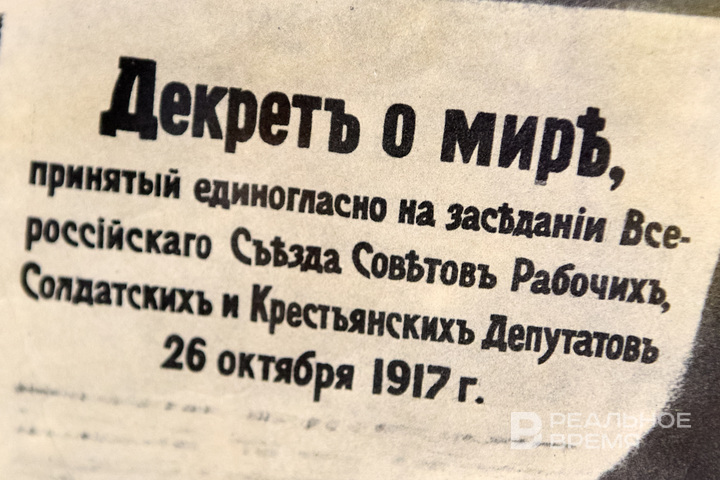 Декретъ о мирѣ,
принятый единогласно на засѣданіи Все-
россійскаго Съѣзда Совѣтовъ Рабочихъ,
Солдатскихъ и Крестьянскихъ Депутатовъ
26 октября 1917 г.
РЕАЛЬНОЕ
ВРЕМЯ